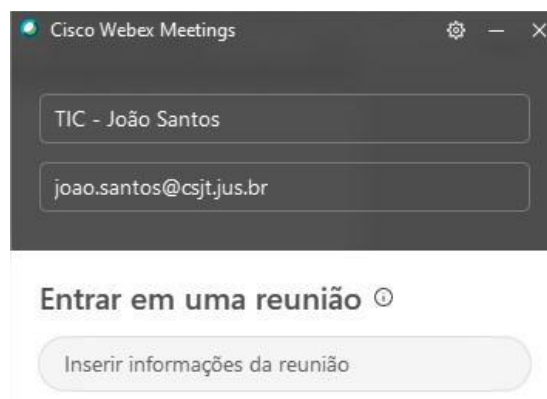 Cisco Webex Meetings
TIC - João Santos
joao.santos@csjt.jus.br
Entrar em uma reunião
Inserir informações da reunião